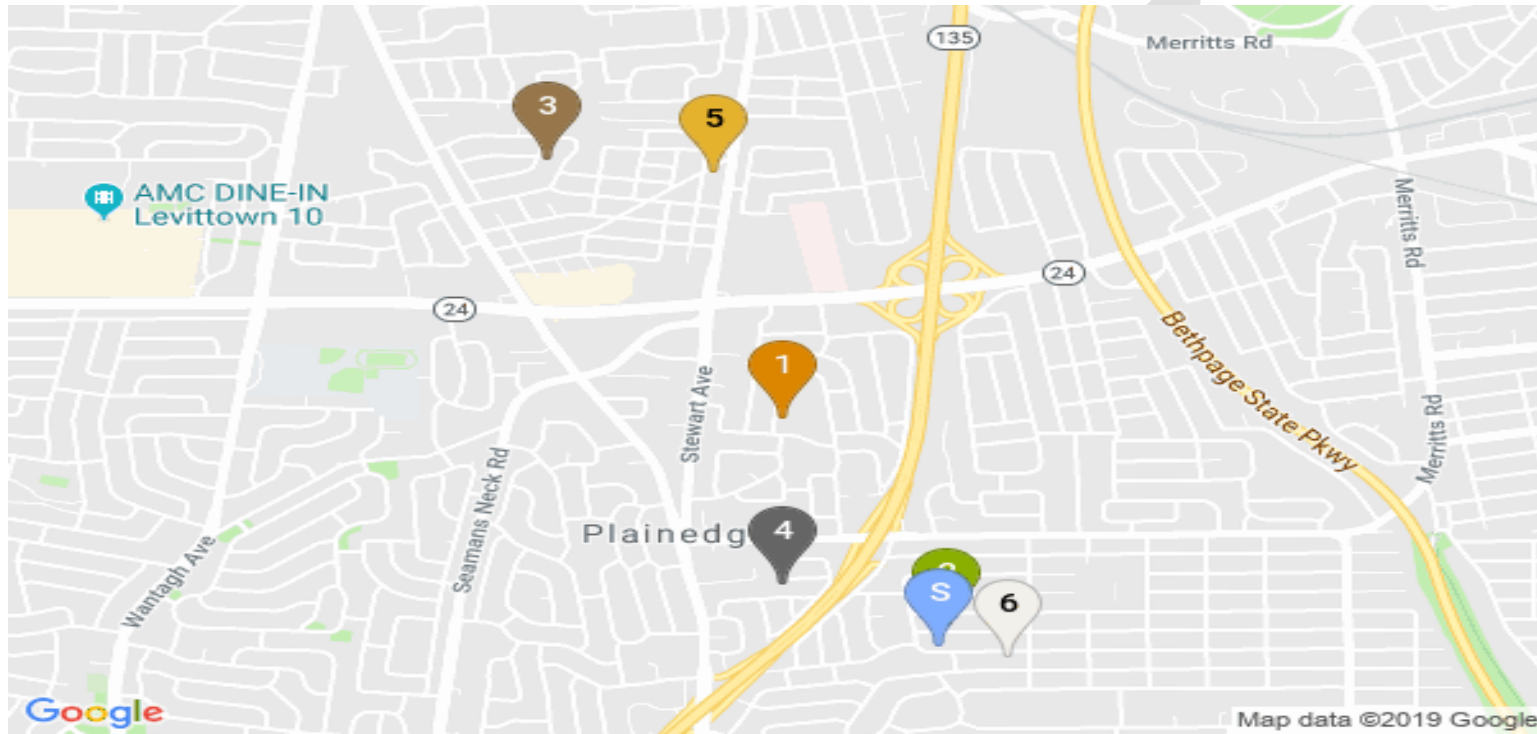 135
Merritts Rd
3
5
AMC DINE-IN
Levittown 10
Merritts Rd
24
24
Bethpage State Pkwy
1
Stewart Ave
Merritts Rd
Seamans Neck Rd
Plainedg
4
Wantagh Ave
S
6
Google
Map data ©2019 Google